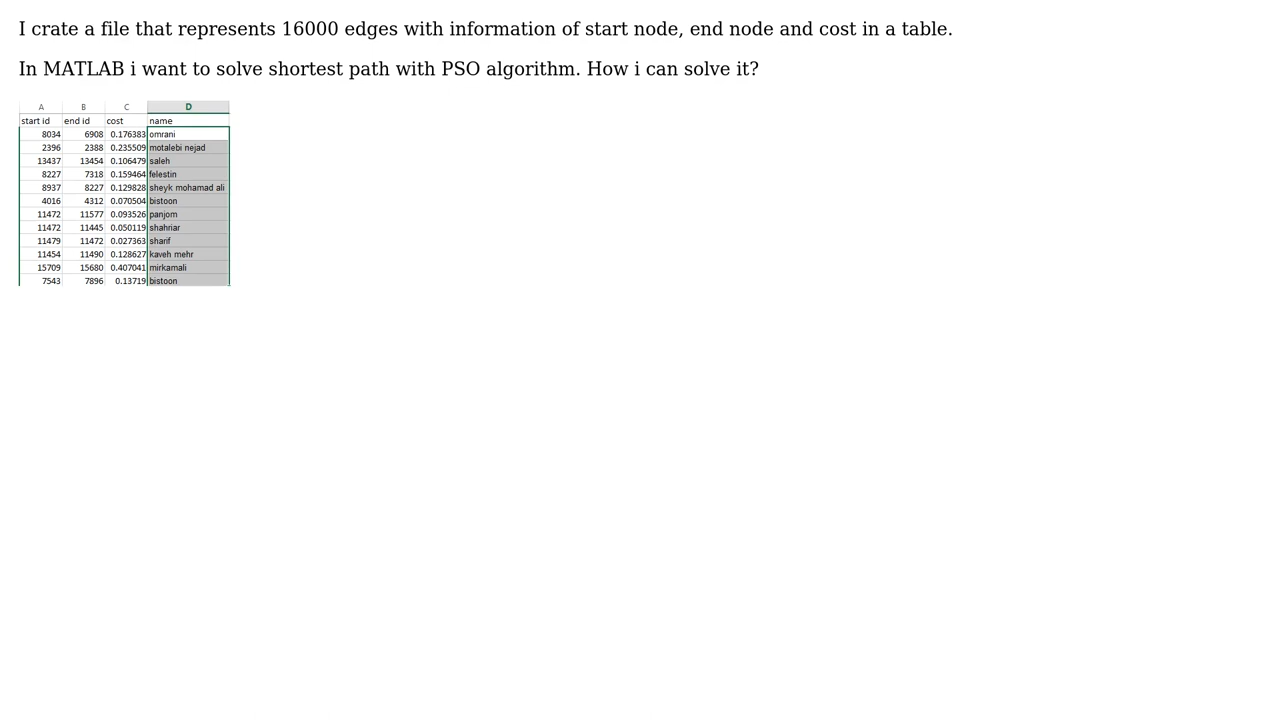 I crate a file that represents 16000 edges with information of start node, end node and cost in a table.
In MATLAB i want to solve shortest path with PSO algorithm. How i can solve it?
A B C D
start id end id cost name
8034 6908 0.176383 omrani
2396 2388 0.235509 motalebi nejad
13437 13454 0.106479 saleh
8227 7318 0.159464 felestin
8937 8227 0.129828 sheyk mohamad ali
4016 4312 0.070504 bistoon
11472 11577 0.093526 panjom
11472 11445 0.050119 shahriar
11479 11472 0.027363 sharif
11454 11490 0.128627 kaveh mehr
15709 15680 0.407041 mirkamali
7543 7896 0.13719 bistoon